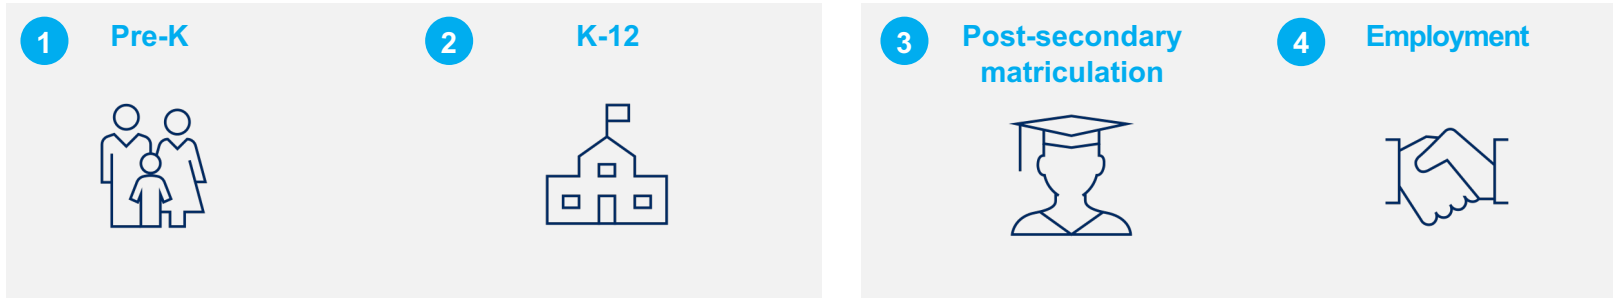 1 Pre-K
2 K-12
3 Post-secondary
matriculation
4 Employment